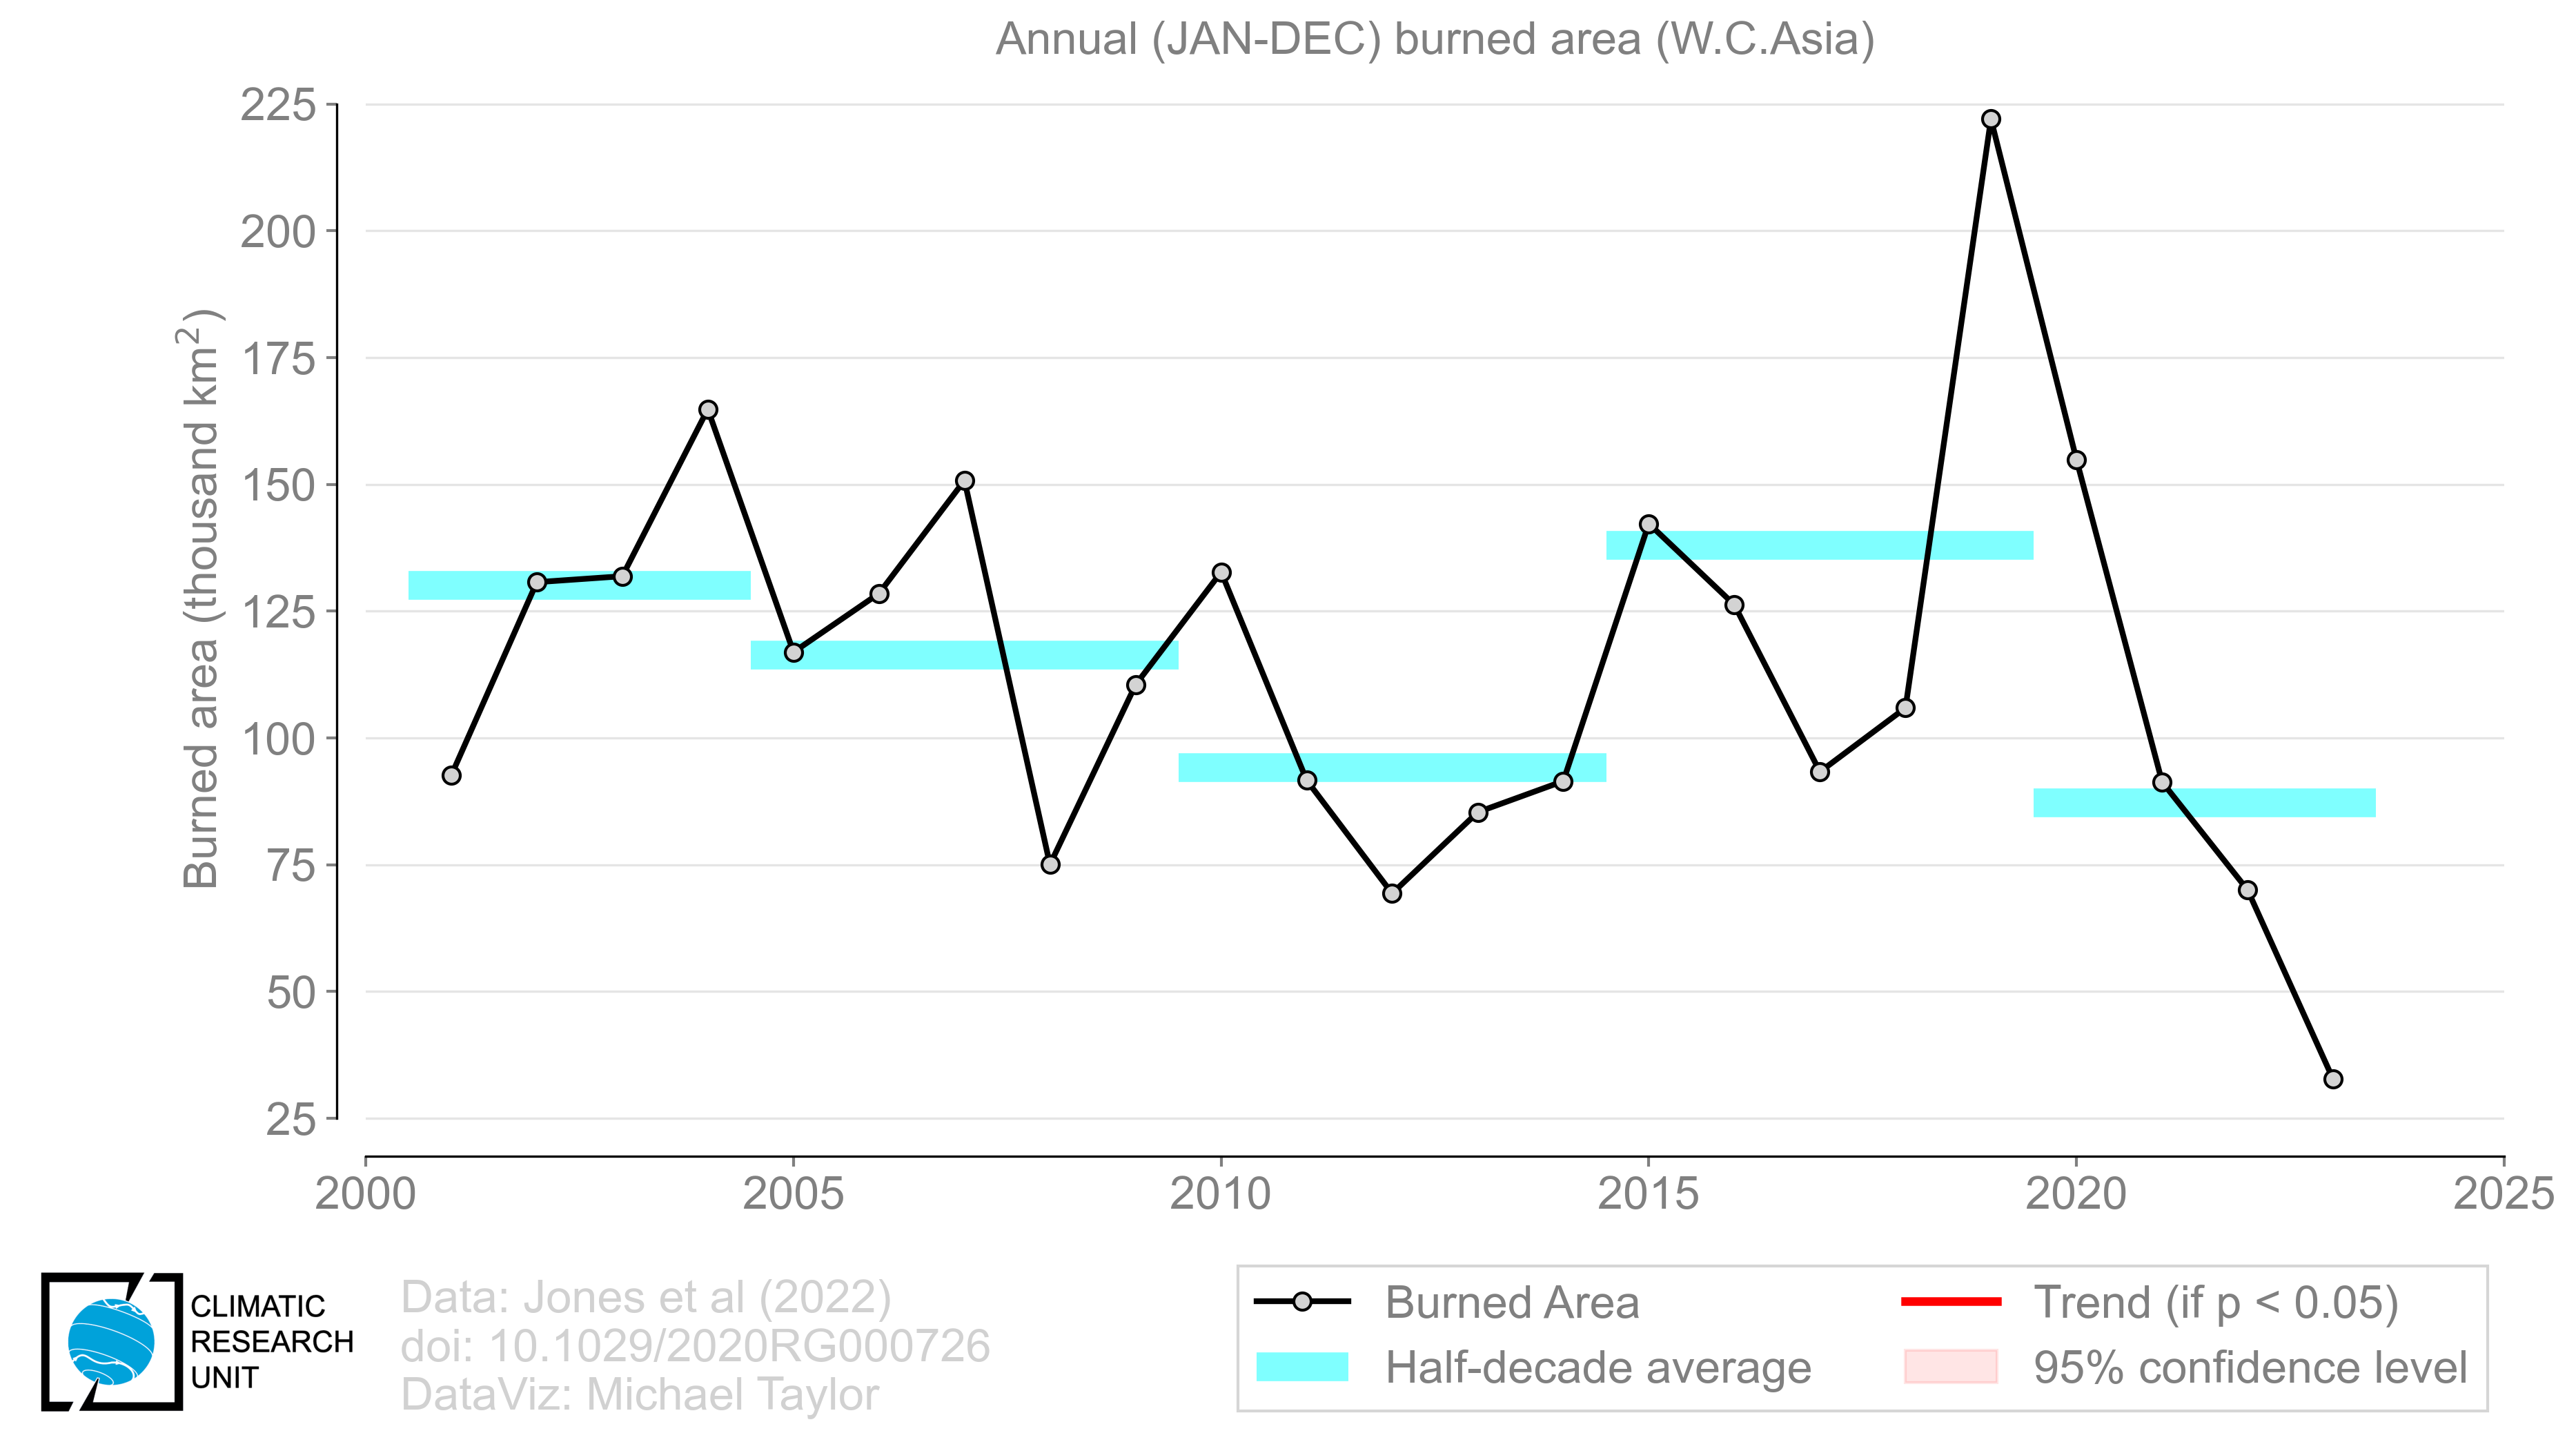 Annual (JAN-DEC) burned area (W.C.Asia)
Burned area (thousand km²)
225
200
175
150
125
100
75
50
25
2000 2005 2010 2015 2020 2025
CLIMATIC
RESEARCH
UNIT
Data: Jones et al (2022)
doi: 10.1029/2020RG000726
DataViz: Michael Taylor
Burned Area
Half-decade average
Trend (if p < 0.05)
95% confidence level